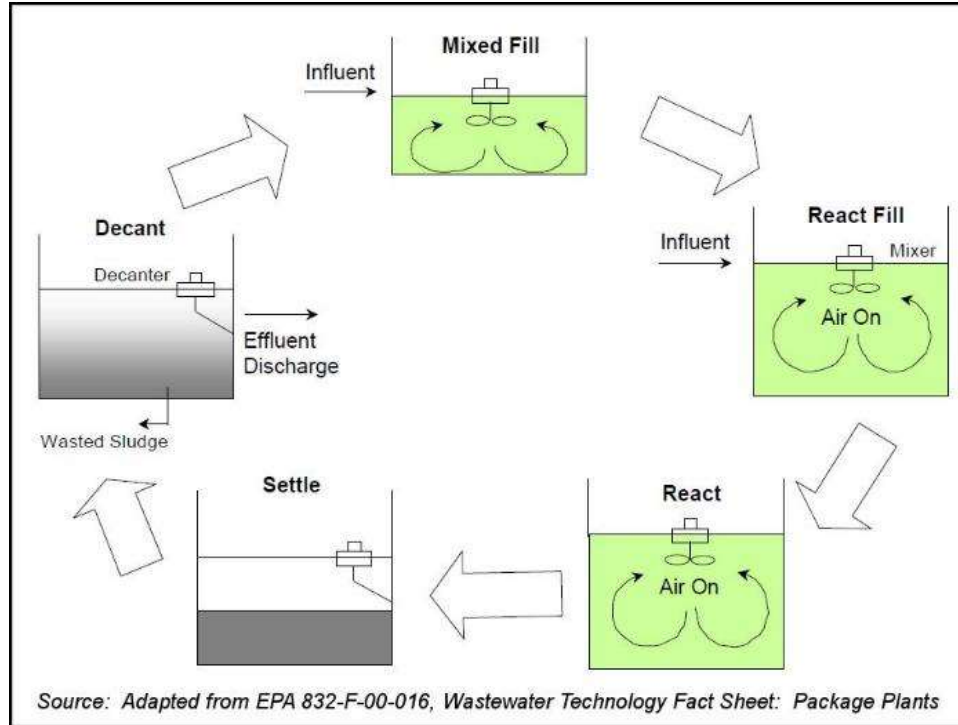 Mixed Fill
Influent
React Fill
Influent
Mixer
Air On
React
Air On
Settle
Decant
Decanter
Effluent
Discharge
Wasted Sludge
Source: Adapted from EPA 832-F-00-016, Wastewater Technology Fact Sheet: Package Plants